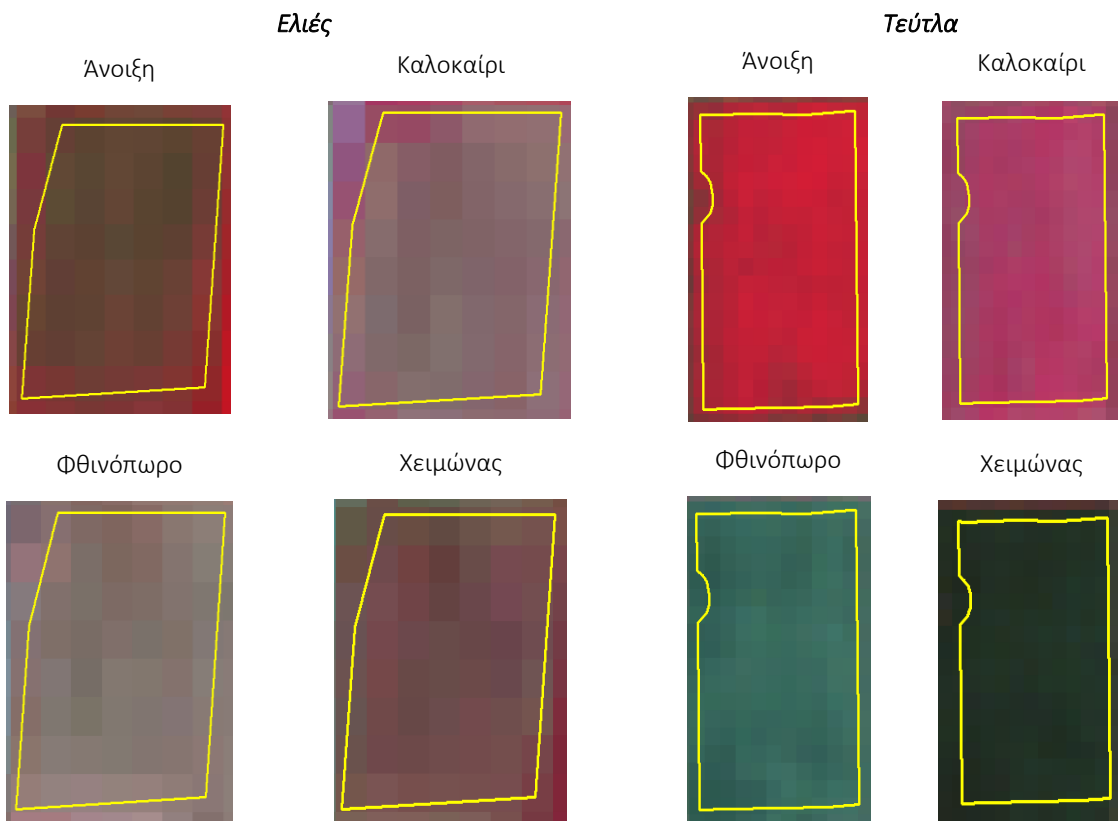 Ελιές
Τεύτλα
Άνοιξη
Καλοκαίρι
Άνοιξη
Καλοκαίρι
Φθινόπωρο
Χειμώνας
Φθινόπωρο
Χειμώνας